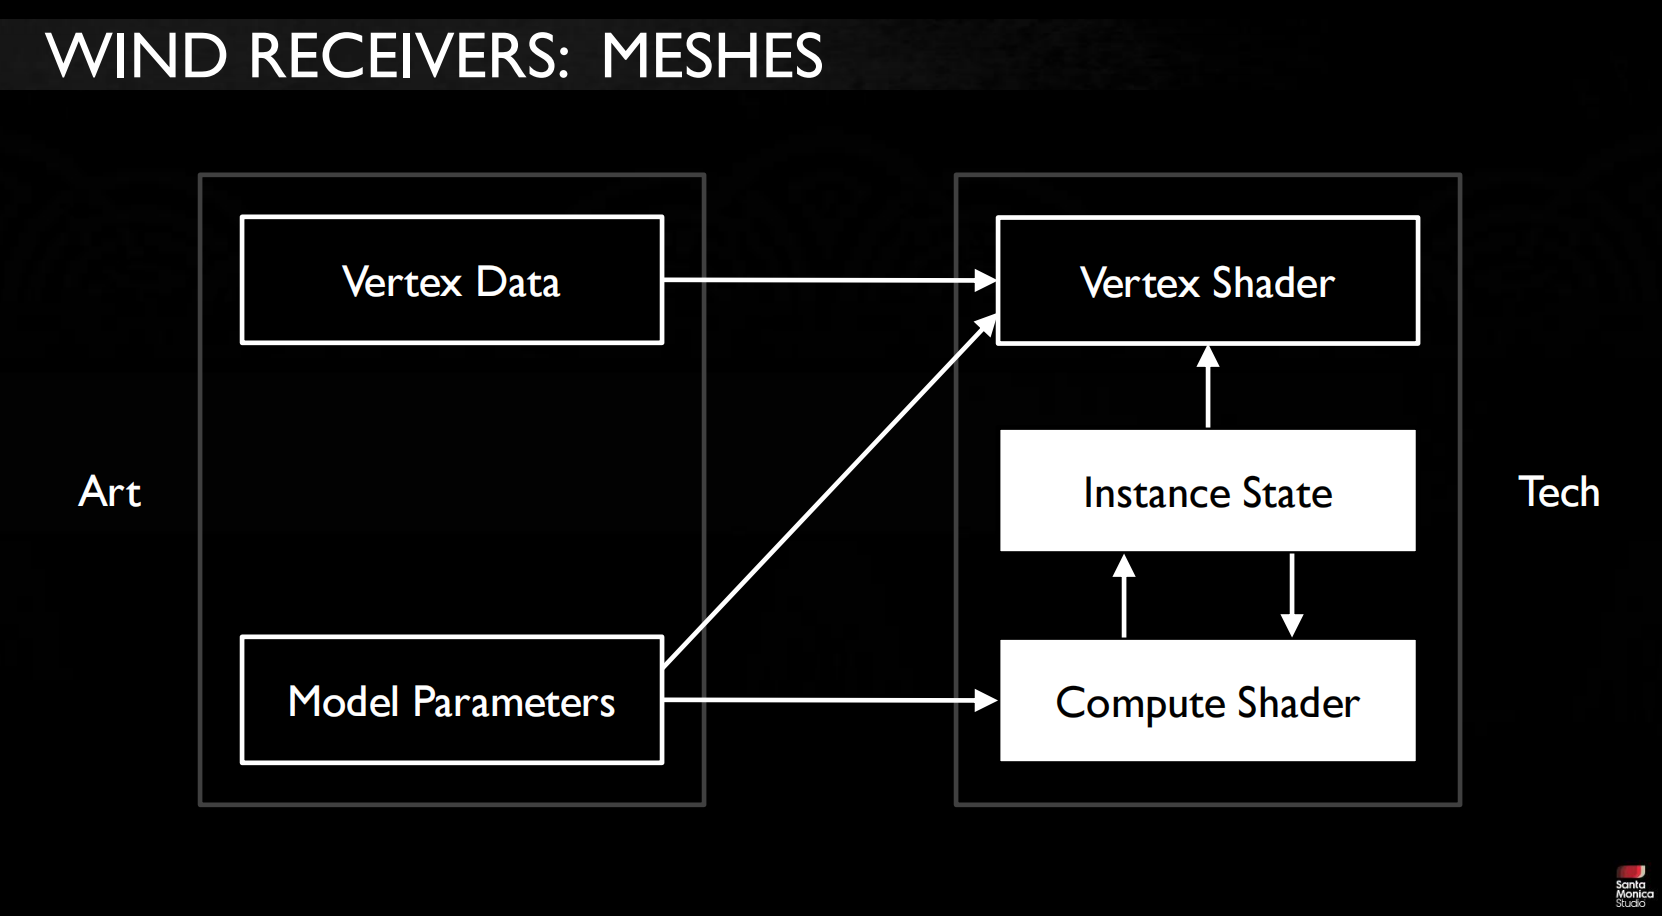 WIND RECEIVERS: MESHES
Vertex Data
Vertex Shader
Art
Instance State
Tech
Model Parameters
Compute Shader
Santa
Monica
Studio